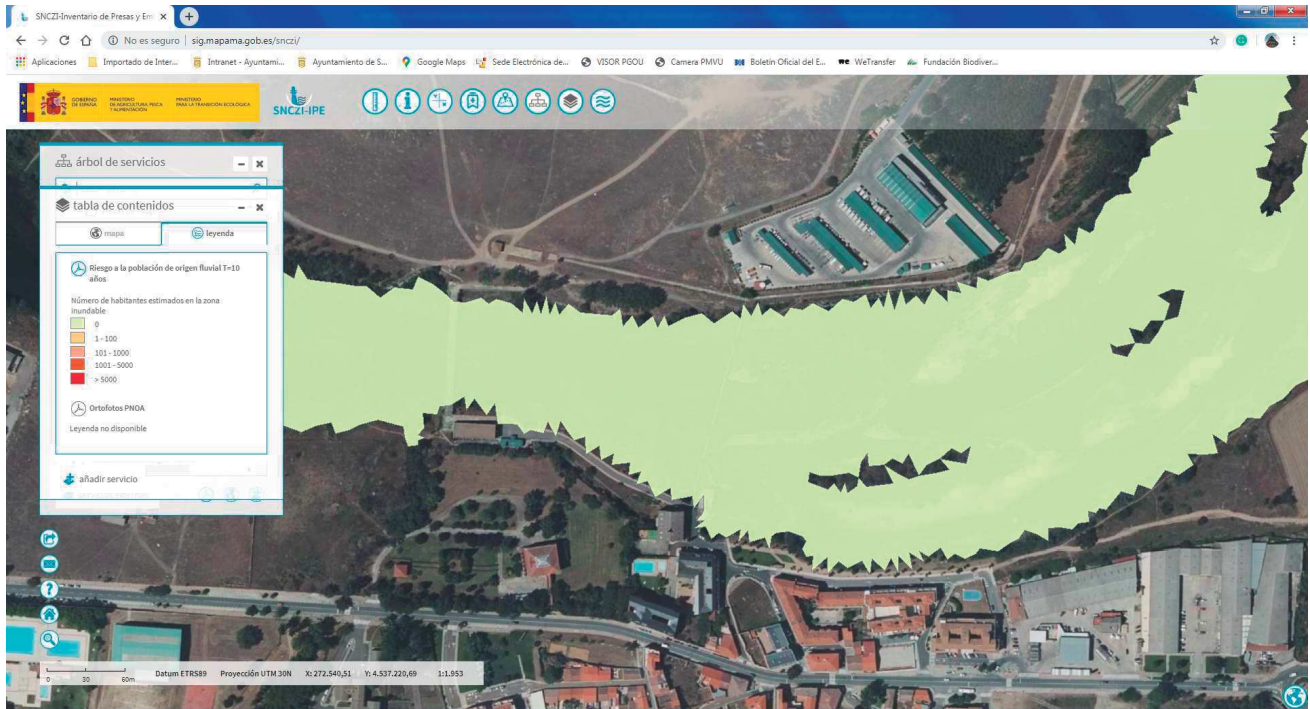 SNCZI-Inventario de Presas y Em
No es seguro | sig.mapama.gob.es/snczi/
Aplicaciones Importado de Inter... Intranet - Ayuntami... Ayuntamiento de S... Google Maps Sede Electrónica de... VISOR PGOU Camera PMVU Boletín Oficial del E... WeTransfer Fundación Biodiver...
GOBIERNO DE ESPAÑA
MINISTERIO DE AGRICULTURA, PESCA Y ALIMENTACIÓN
MINISTERIO PARA LA TRANSICIÓN ECOLÓGICA
SNCZI-IPE
árbol de servicios
tabla de contenidos
mapa leyenda
Riesgo a la población de origen fluvial T=10
años
Número de habitantes estimados en la zona
inundable
0
1 - 100
101 - 1000
1001 - 5000
> 5000
Ortofotos PNOA
Leyenda no disponible
añadir servicio
0 30 60m Datum ETRS89 Proyección UTM 30N X: 272.540,51 Y: 4.537.220,69 1:1.953